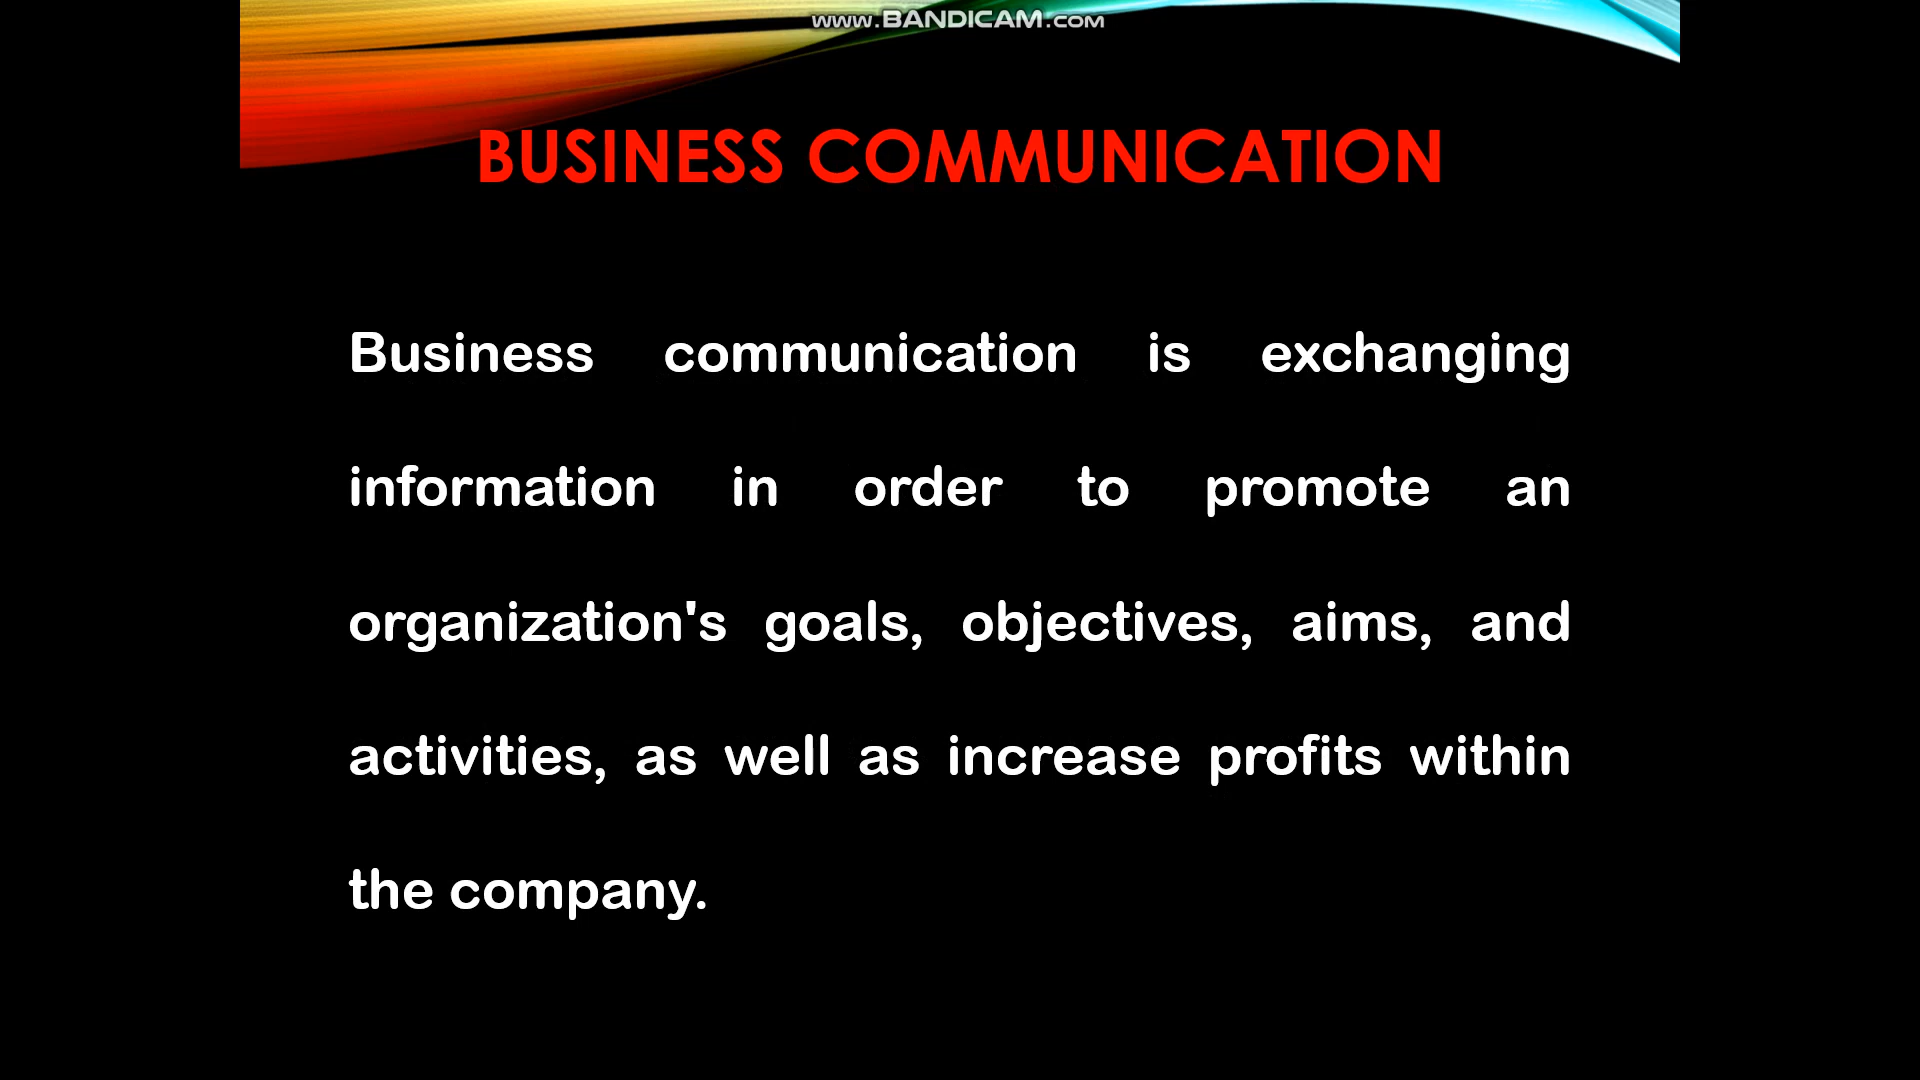 www.BANDICAM.com
BUSINESS COMMUNICATION
Business communication is exchanging
information in order to promote an
organization's goals, objectives, aims, and
activities, as well as increase profits within
the company.